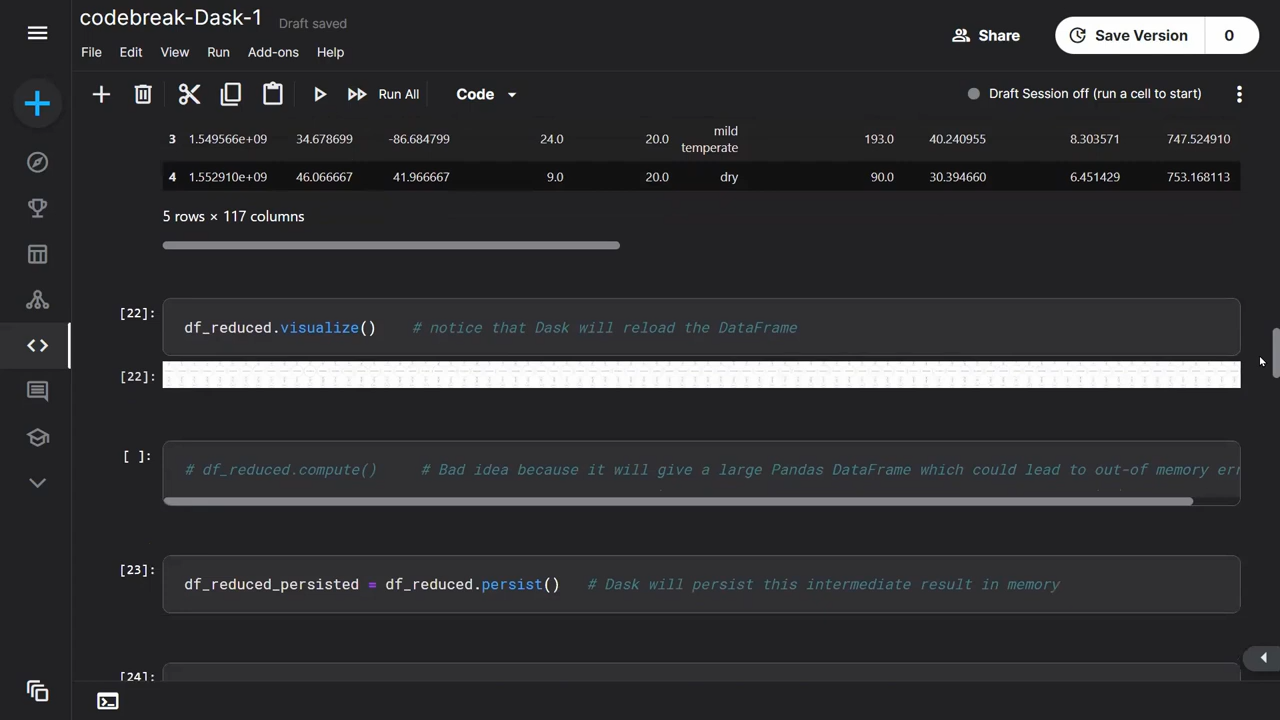 codebreak-Dask-1 Draft saved
Share Save Version 0
File Edit View Run Add-ons Help
Run All Code Draft Session off (run a cell to start)
3 1.549566e+09 34.678699 -86.684799 24.0 20.0 mild temperate 193.0 40.240955 8.303571 747.524910
4 1.552910e+09 46.066667 41.966667 9.0 20.0 dry 90.0 30.394660 6.451429 753.168113
5 rows × 117 columns
[22]: df_reduced.visualize() # notice that Dask will reload the DataFrame
[22]:
[ ]: # df_reduced.compute() # Bad idea because it will give a large Pandas DataFrame which could lead to out-of memory err
[23]: df_reduced_persisted = df_reduced.persist() # Dask will persist this intermediate result in memory
[24]: